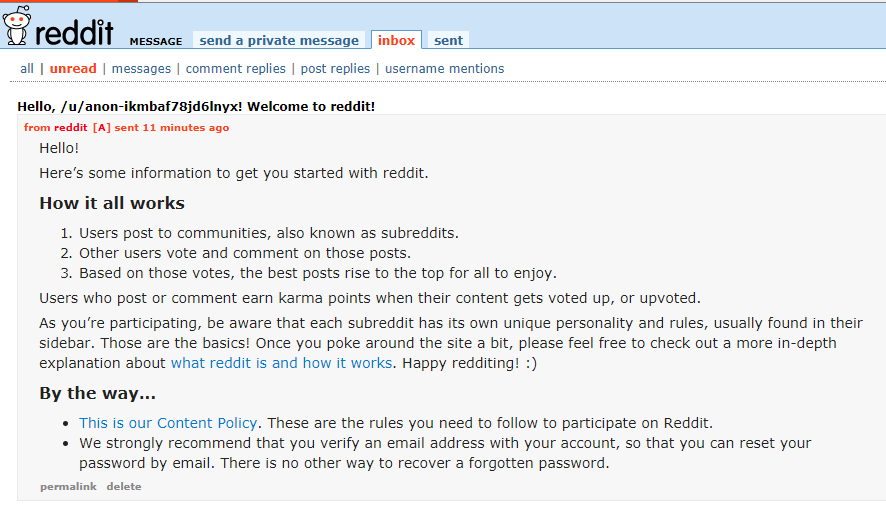 reddit MESSAGE send a private message inbox sent
all | unread | messages | comment replies | post replies | username mentions
Hello, /u/anon-ikmbaf78jd6lnyx! Welcome to reddit!
from reddit [A] sent 11 minutes ago
Hello!
Here’s some information to get you started with reddit.
How it all works
1. Users post to communities, also known as subreddits.
2. Other users vote and comment on those posts.
3. Based on those votes, the best posts rise to the top for all to enjoy.
Users who post or comment earn karma points when their content gets voted up, or upvoted.
As you’re participating, be aware that each subreddit has its own unique personality and rules, usually found in their
sidebar. Those are the basics! Once you poke around the site a bit, please feel free to check out a more in-depth
explanation about what reddit is and how it works. Happy redditing! :)
By the way...
• This is our Content Policy. These are the rules you need to follow to participate on Reddit.
• We strongly recommend that you verify an email address with your account, so that you can reset your
password by email. There is no other way to recover a forgotten password.
permalink delete